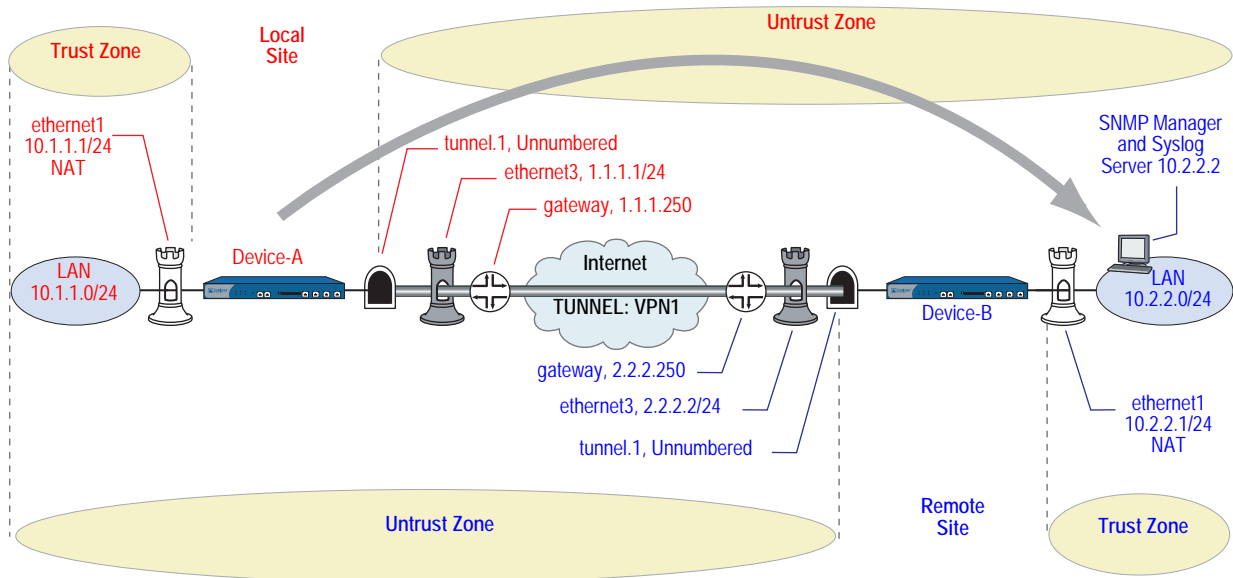 Trust Zone
Local
Site
Untrust Zone
ethernet1
10.1.1.1/24
NAT
tunnel.1, Unnumbered
ethernet3, 1.1.1.1/24
gateway, 1.1.1.250
SNMP Manager
and Syslog
Server 10.2.2.2
LAN
10.1.1.0/24
Device-A
Internet
TUNNEL: VPN1
Device-B
LAN
10.2.2.0/24
gateway, 2.2.2.250
ethernet3, 2.2.2.2/24
tunnel.1, Unnumbered
ethernet1
10.2.2.1/24
NAT
Untrust Zone
Remote
Site
Trust Zone